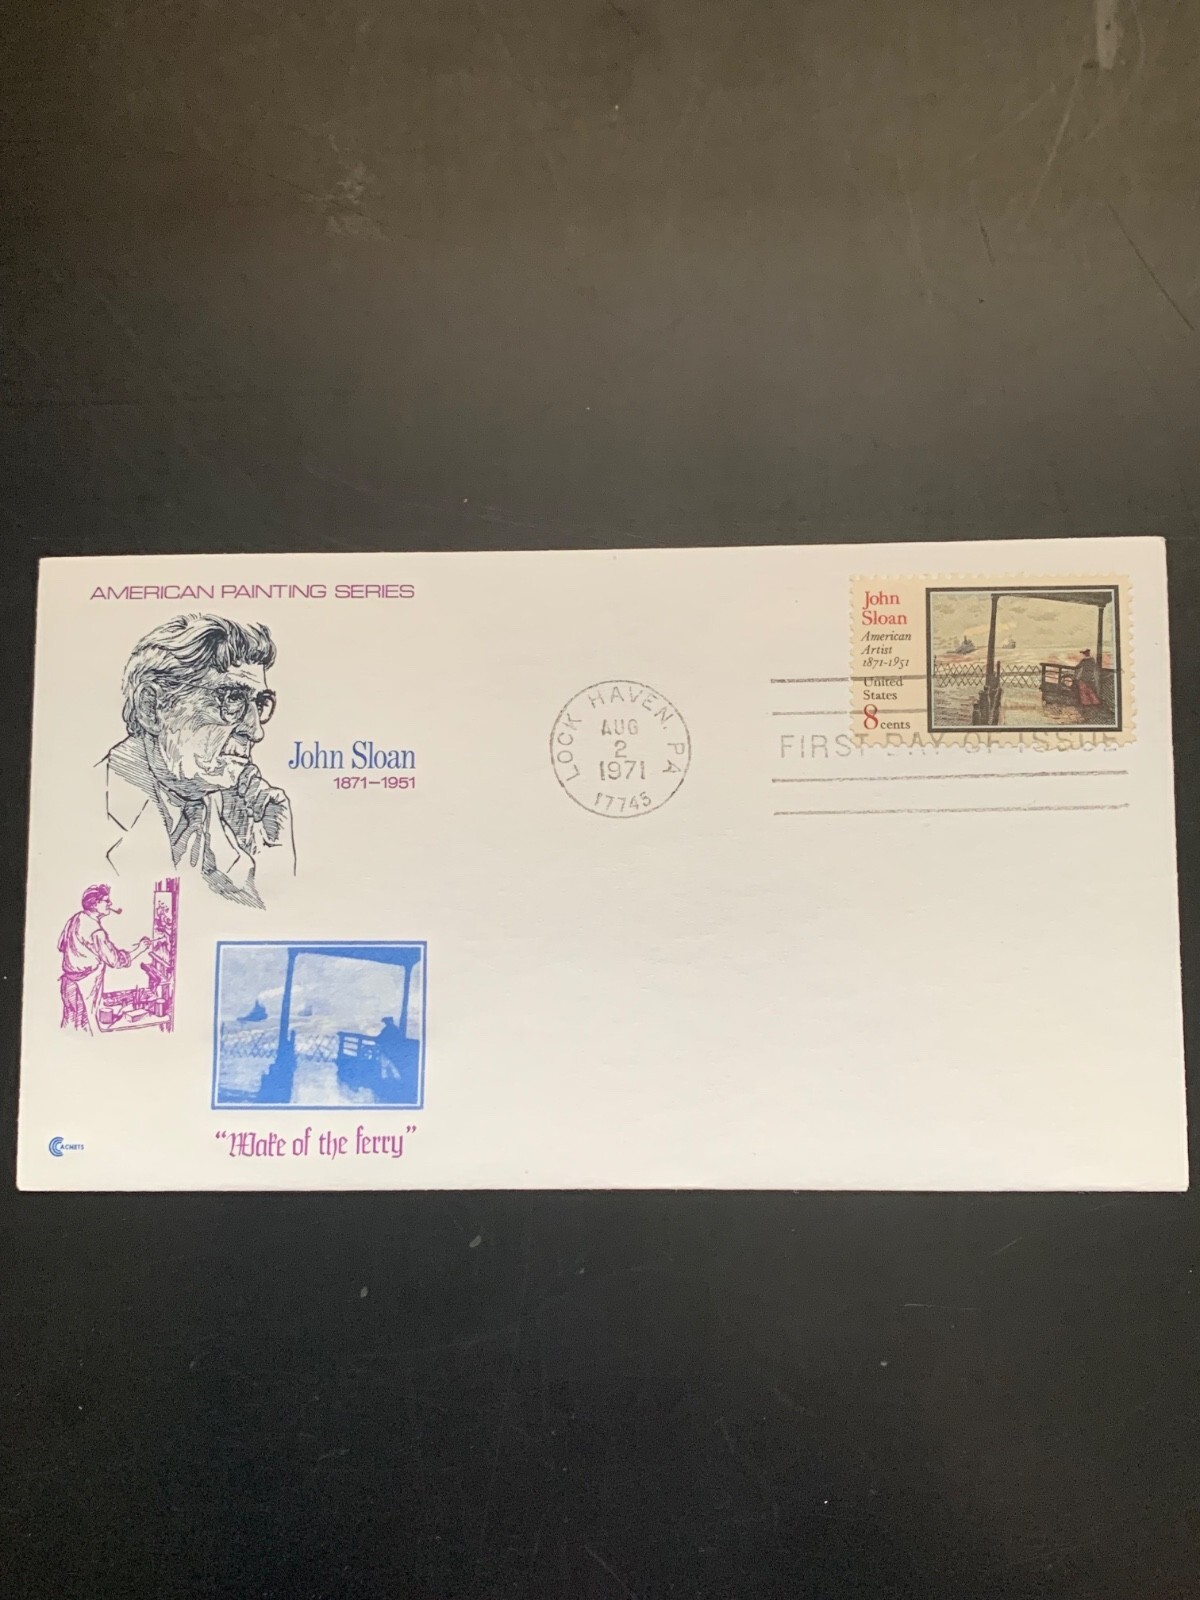 AMERICAN PAINTING SERIES
John Sloan
1871-1951
"Wake of the ferry"
CACHETS
LOCK HAVEN, PA
AUG
2
1971
17745
John
Sloan
American
Artist
1871-1951
United
States
8 cents
FIRST DAY OF ISSUE